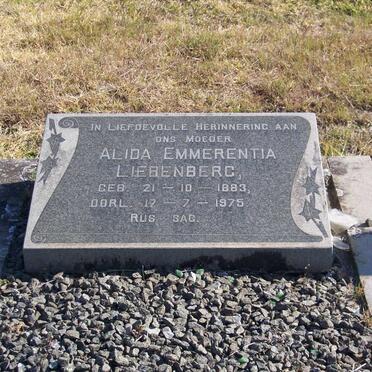 IN LIEFDEVOLLE HERINNERING AAN
ONS MOEDER
ALIDA EMMERENTIA
LIEBENBERG,
GEB. 21 - 10 - 1883,
OORL. 17 - 7 - 1975
RUS SAG.